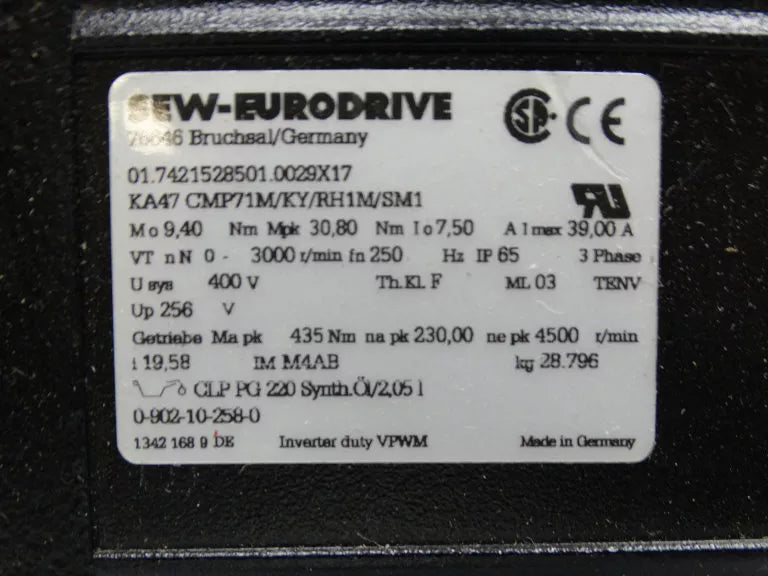 SEW-EURODRIVE
76646 Bruchsal/Germany
01.7421528501.0029X17
KA47 CMP71M/KY/RH1M/SM1
Mo 9,40 Nm Mpk 30,80 Nm Io 7,50 A Imax 39,00 A
VT nN 0 - 3000 r/min fn 250 Hz IP 65 3 Phase
U sys 400 V Th.Kl. F ML 03 TENV
Up 256 V
Getriebe Ma pk 435 Nm na pk 230,00 ne pk 4500 r/min
i 19,58 IM M4AB kg 28.796
CLP PG 220 Synth.Öl/2,05 l
0-902-10-258-0
1342 168 9 DE Inverter duty VPWM Made in Germany
SP.
CE
RU